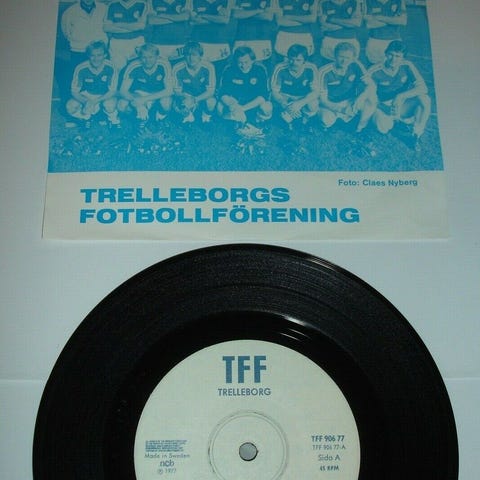 Foto: Claes Nyberg
TRELLEBORGS
FOTBOLLFÖRENING
TFF
TRELLEBORG
TFF 906 77
TFF 906 77-A
Made in Sweden
Sida A
ncb
℗ 1977
45 RPM